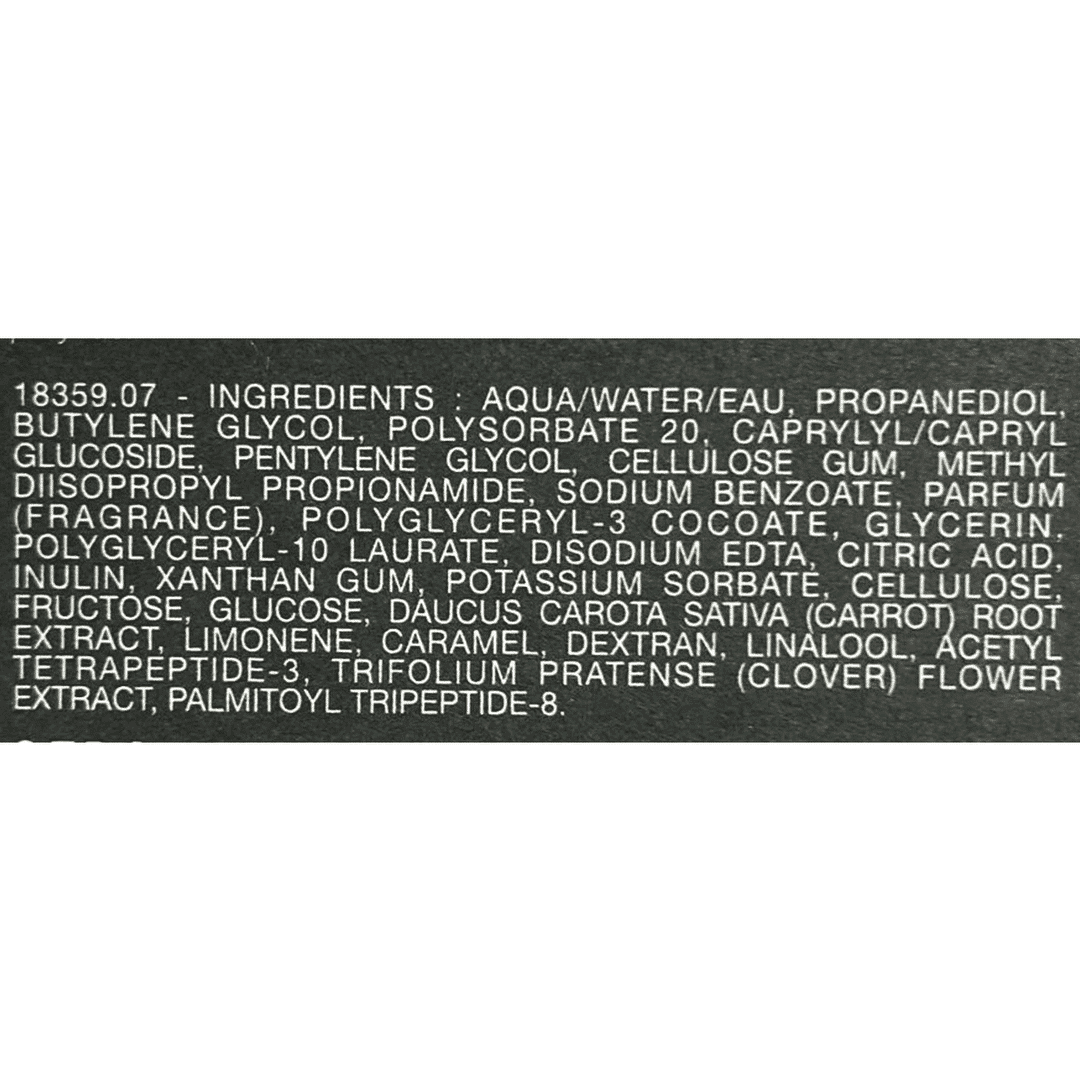 18359.07 - INGREDIENTS : AQUA/WATER/EAU, PROPANEDIOL,
BUTYLENE GLYCOL, POLYSORBATE 20, CAPRYLYL/CAPRYL
GLUCOSIDE, PENTYLENE GLYCOL, CELLULOSE GUM, METHYL
DIISOPROPYL PROPIONAMIDE, SODIUM BENZOATE, PARFUM
(FRAGRANCE), POLYGLYCERYL-3 COCOATE, GLYCERIN,
POLYGLYCERYL-10 LAURATE, DISODIUM EDTA, CITRIC ACID,
INULIN, XANTHAN GUM, POTASSIUM SORBATE, CELLULOSE,
FRUCTOSE, GLUCOSE, DAUCUS CAROTA SATIVA (CARROT) ROOT
EXTRACT, LIMONENE, CARAMEL, DEXTRAN, LINALOOL, ACETYL
TETRAPEPTIDE-3, TRIFOLIUM PRATENSE (CLOVER) FLOWER
EXTRACT, PALMITOYL TRIPEPTIDE-8.